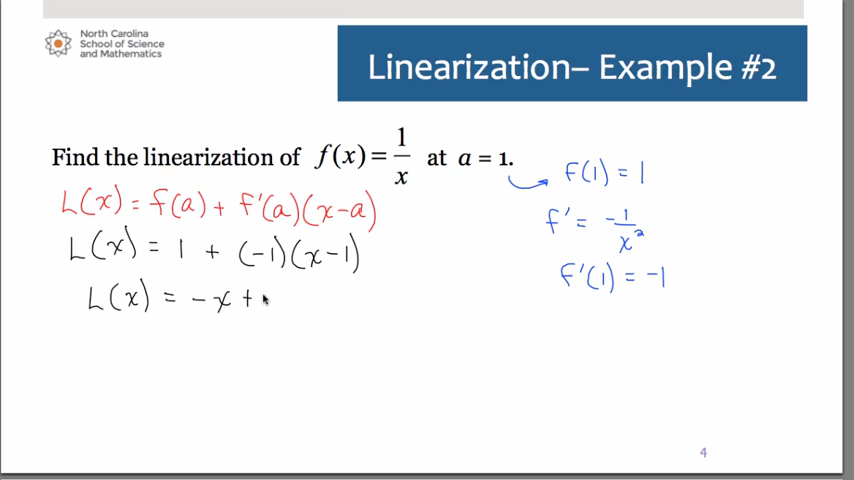 North Carolina
School of Science
and Mathematics
Linearization– Example #2
Find the linearization of f(x) = 1/x at a = 1.
f(1) = 1
L(x) = f(a) + f'(a)(x-a)
f' = -1/x²
L(x) = 1 + (-1)(x-1)
f'(1) = -1
L(x) = -x +
4